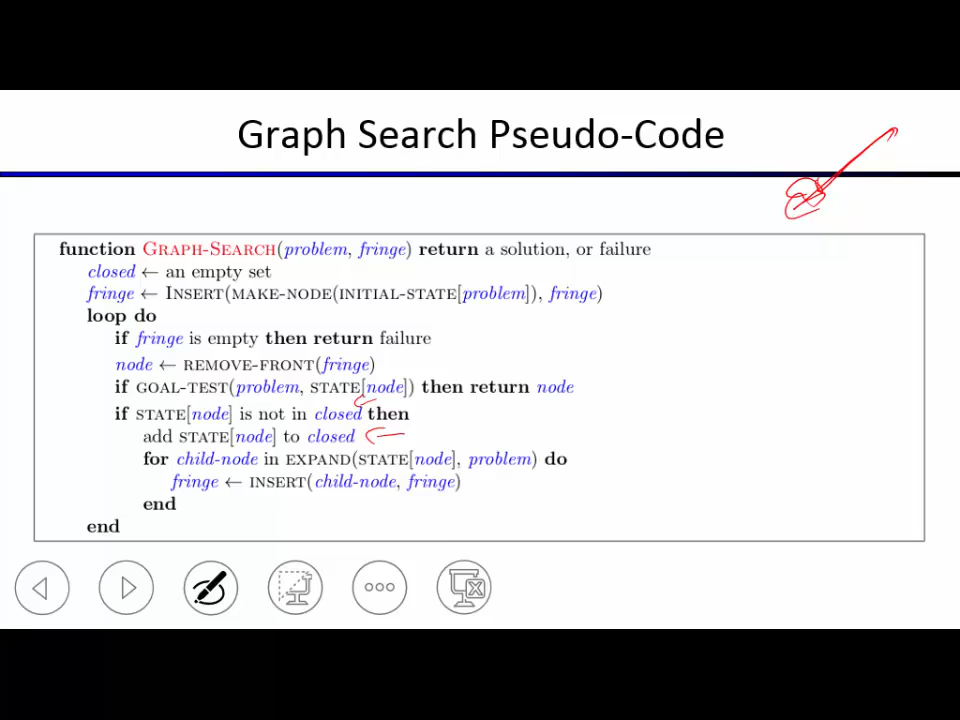 Graph Search Pseudo-Code
function GRAPH-SEARCH(problem, fringe) return a solution, or failure
closed ← an empty set
fringe ← INSERT(MAKE-NODE(INITIAL-STATE[problem]), fringe)
loop do
if fringe is empty then return failure
node ← REMOVE-FRONT(fringe)
if GOAL-TEST(problem, STATE[node]) then return node
if STATE[node] is not in closed then
add STATE[node] to closed
for child-node in EXPAND(STATE[node], problem) do
fringe ← INSERT(child-node, fringe)
end
end